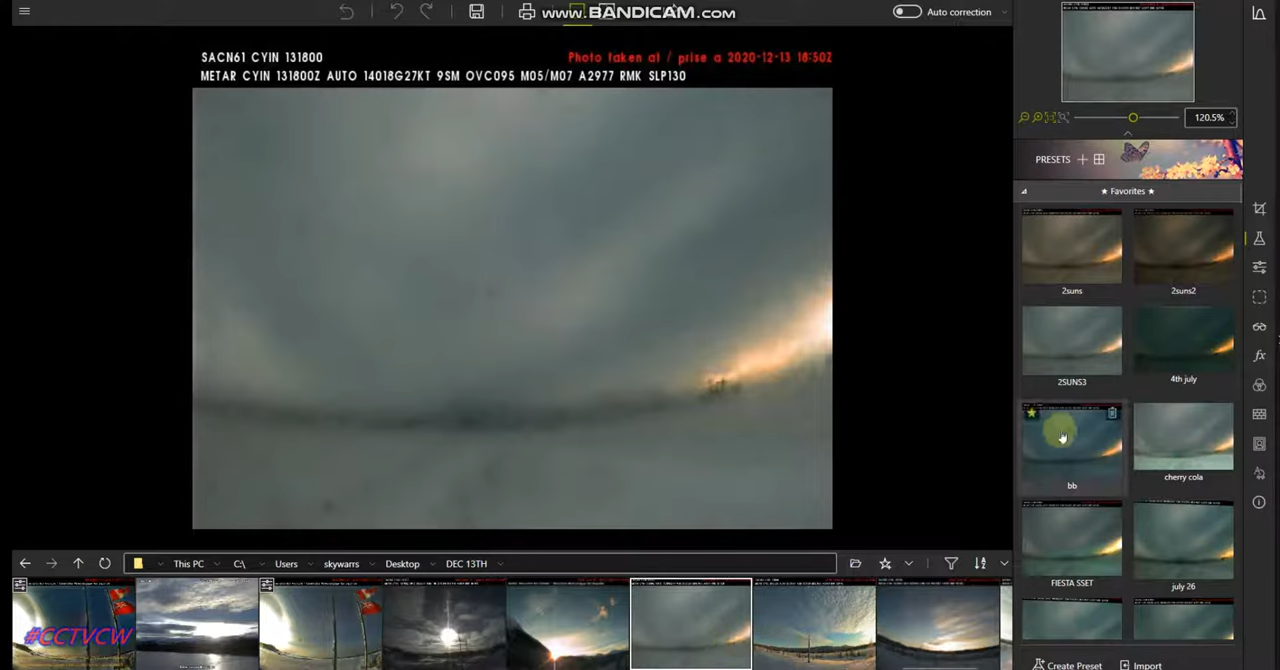 www.BANDICAM.com
Auto correction
SACN61 CYIN 131800
Photo taken at / prise a 2020-12-13 18:50Z
METAR CYIN 131800Z AUTO 14018G27KT 9SM OVC095 M05/M07 A2977 RMK SLP130
120.5%
PRESETS
★ Favorites ★
2suns
2suns2
2SUNS3
4th july
bb
cherry cola
FIESTA SSET
july 26
Create Preset
Import
This PC
C:\
Users
skywarrs
Desktop
DEC 13TH
#CCTVCW
fx